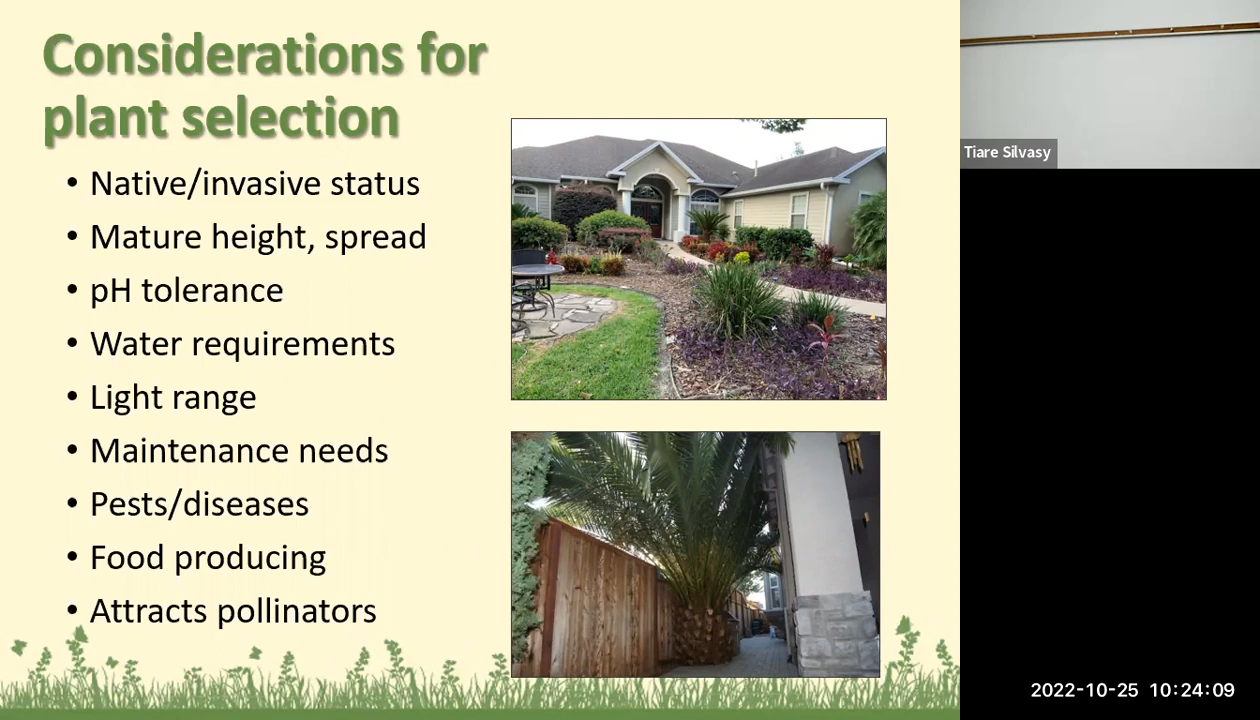 Considerations for
plant selection
• Native/invasive status
• Mature height, spread
• pH tolerance
• Water requirements
• Light range
• Maintenance needs
• Pests/diseases
• Food producing
• Attracts pollinators
Tiare Silvasy
2022-10-25 10:24:09